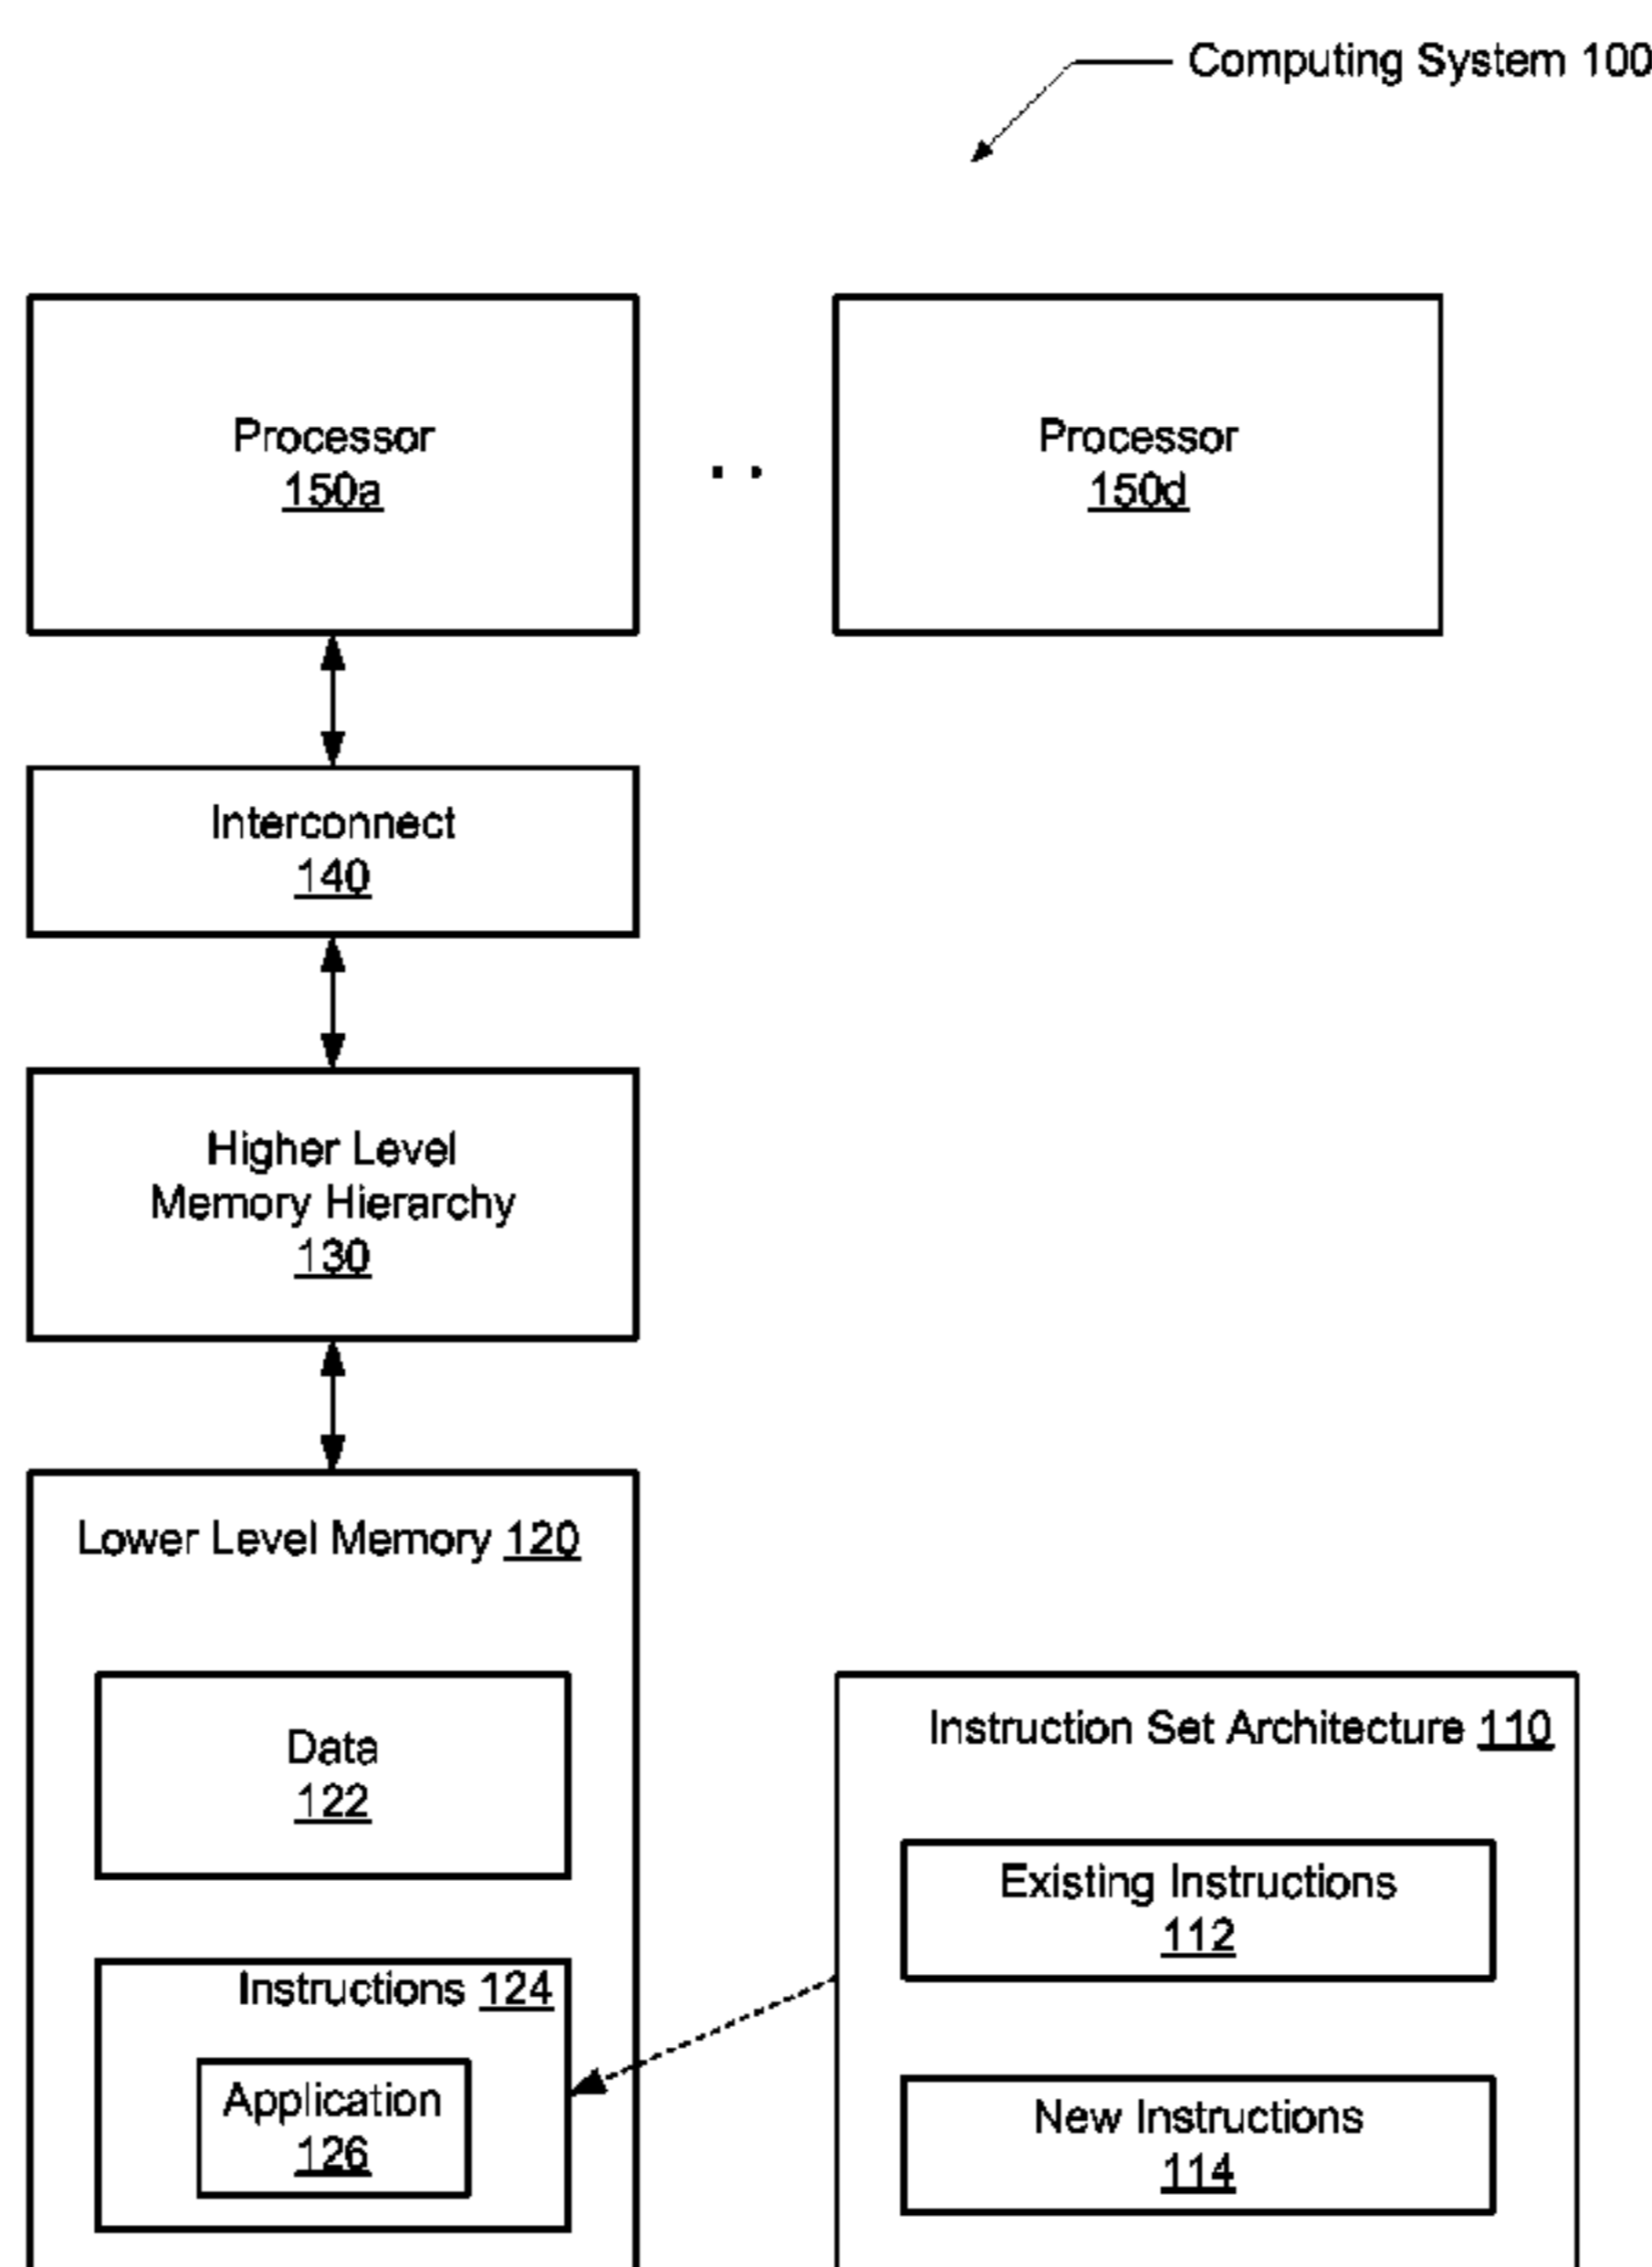 Computing System 100
Processor
150a
. .
Processor
150d
Interconnect
140
Higher Level
Memory Hierarchy
130
Lower Level Memory 120
Data
122
Instructions 124
Application
126
Instruction Set Architecture 110
Existing Instructions
112
New Instructions
114